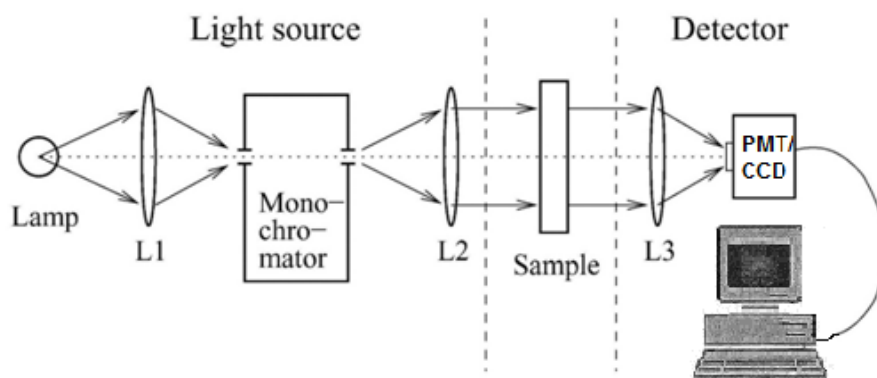 Light source
Detector
Lamp
L1
Mono-
chro-
mator
L2
Sample
L3
PMT/
CCD